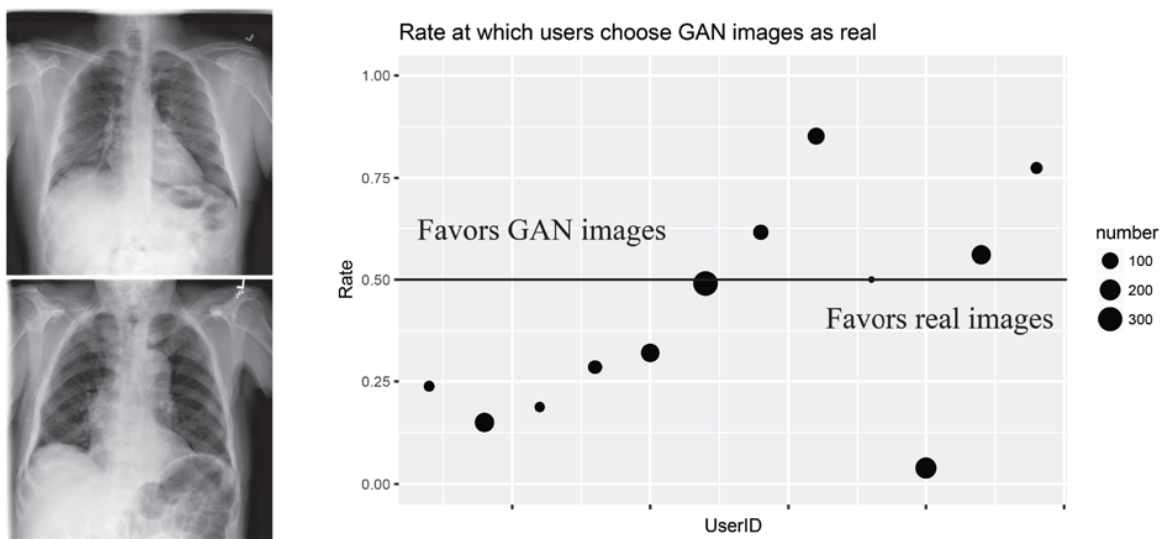 Rate at which users choose GAN images as real
1.00
0.75
Favors GAN images
0.50
Favors real images
0.25
0.00
Rate
UserID
number
100
200
300